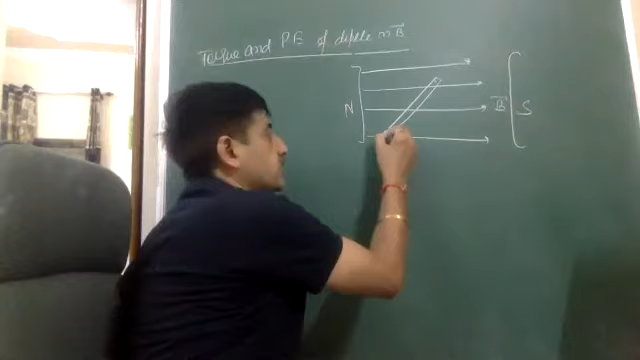 Torque and P.E of dipole in B⃗
N
B⃗
S